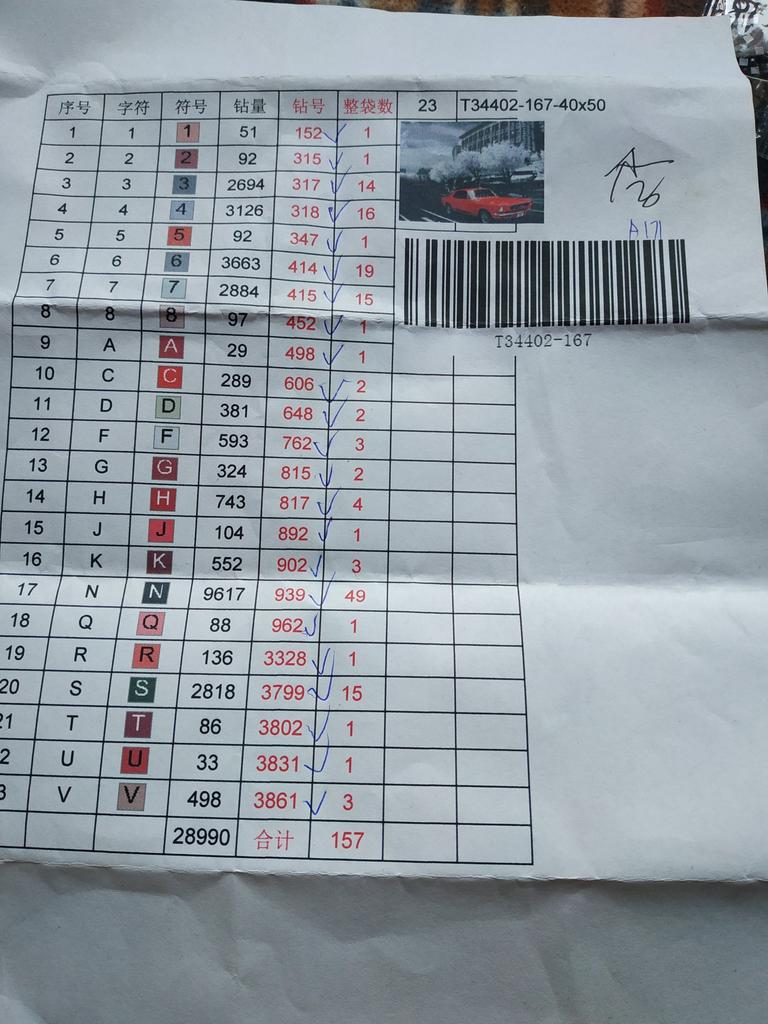 序号 字符 符号 钻量 钻号 整袋数 23 T34402-167-40x50
1 1 1 51 152 1
2 2 2 92 315 1
3 3 3 2694 317 14
4 4 4 3126 318 16
5 5 5 92 347 1
6 6 6 3663 414 19
7 7 7 2884 415 15
8 8 8 97 452 1
9 A A 29 498 1
10 C C 289 606 2
11 D D 381 648 2
12 F F 593 762 3
13 G G 324 815 2
14 H H 743 817 4
15 J J 104 892 1
16 K K 552 902 3
17 N N 9617 939 49
18 Q Q 88 962 1
19 R R 136 3328 1
20 S S 2818 3799 15
21 T T 86 3802 1
2 U U 33 3831 1
3 V V 498 3861 3
28990 合计 157
26
A171
T34402-167